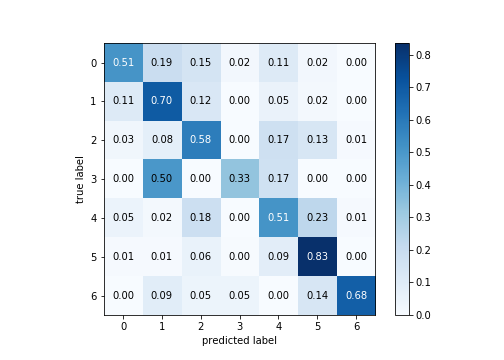 0 0.51 0.19 0.15 0.02 0.11 0.02 0.00
1 0.11 0.70 0.12 0.00 0.05 0.02 0.00
2 0.03 0.08 0.58 0.00 0.17 0.13 0.01
3 0.00 0.50 0.00 0.33 0.17 0.00 0.00
4 0.05 0.02 0.18 0.00 0.51 0.23 0.01
5 0.01 0.01 0.06 0.00 0.09 0.83 0.00
6 0.00 0.09 0.05 0.05 0.00 0.14 0.68
0 1 2 3 4 5 6
predicted label
true label
0.8
0.7
0.6
0.5
0.4
0.3
0.2
0.1
0.0